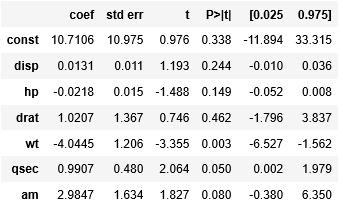 coef std err t P>|t| [0.025 0.975]
const 10.7106 10.975 0.976 0.338 -11.894 33.315
disp 0.0131 0.011 1.193 0.244 -0.010 0.036
hp -0.0218 0.015 -1.488 0.149 -0.052 0.008
drat 1.0207 1.367 0.746 0.462 -1.796 3.837
wt -4.0445 1.206 -3.355 0.003 -6.527 -1.562
qsec 0.9907 0.480 2.064 0.050 0.002 1.979
am 2.9847 1.634 1.827 0.080 -0.380 6.350